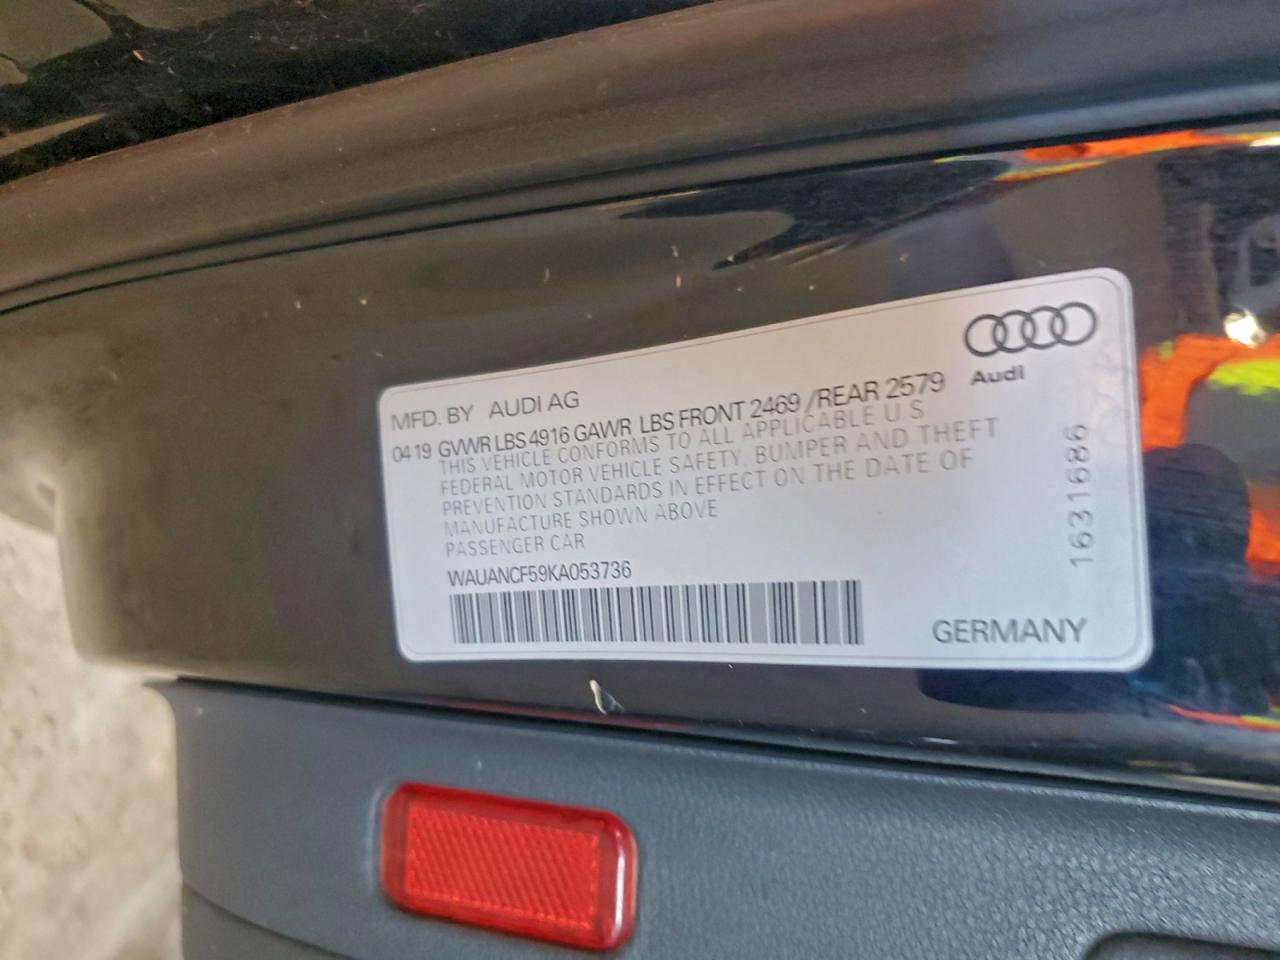 Audi
MFD. BY AUDI AG
04 19 GVWR LBS 4916 GAWR LBS FRONT 2469 /REAR 2579
THIS VEHICLE CONFORMS TO ALL APPLICABLE U S
FEDERAL MOTOR VEHICLE SAFETY, BUMPER AND THEFT
PREVENTION STANDARDS IN EFFECT ON THE DATE OF
MANUFACTURE SHOWN ABOVE
PASSENGER CAR
WAUANCF59KA053736
1631686
GERMANY